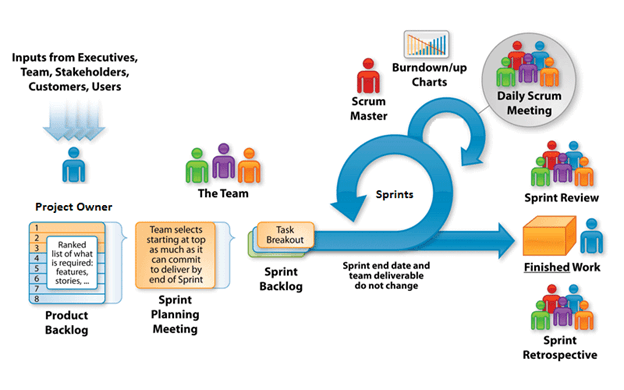 Inputs from Executives,
Team, Stakeholders,
Customers, Users
Burndown/up
Charts
Scrum
Master
Daily Scrum
Meeting
The Team
Project Owner
Sprints
Sprint Review
1
2
3
4
5
6
7
8
Ranked
list of what
is required:
features,
stories, ...
Team selects
starting at top
as much as it
can commit
to deliver by
end of Sprint
Task
Breakout
Product
Backlog
Sprint
Planning
Meeting
Sprint
Backlog
Sprint end date and
team deliverable
do not change
Finished Work
Sprint
Retrospective